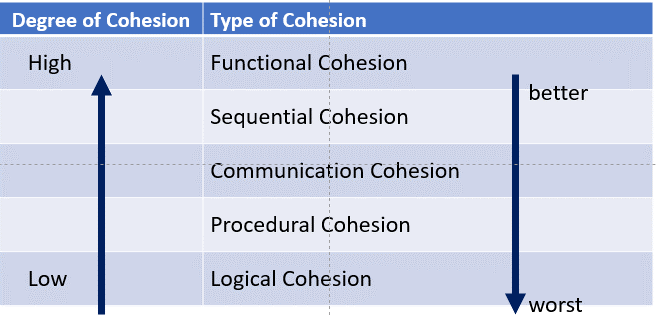 Degree of Cohesion Type of Cohesion
High Functional Cohesion
better
Sequential Cohesion
Communication Cohesion
Procedural Cohesion
Low Logical Cohesion
worst